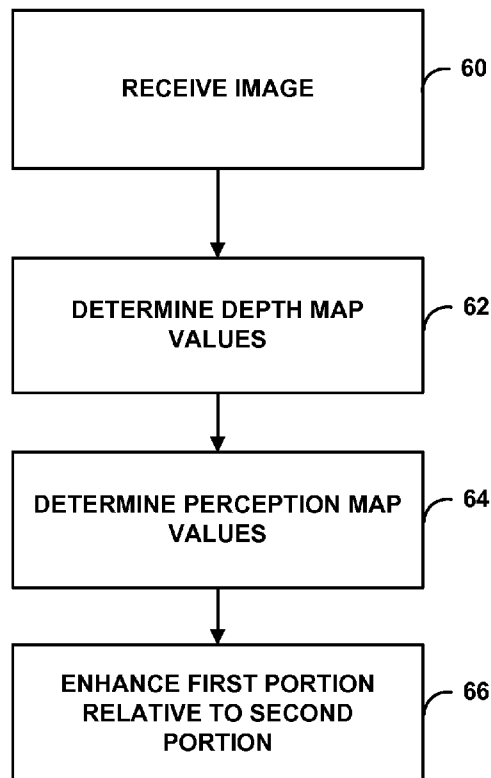 RECEIVE IMAGE
60
DETERMINE DEPTH MAP
VALUES
62
DETERMINE PERCEPTION MAP
VALUES
64
ENHANCE FIRST PORTION
RELATIVE TO SECOND
PORTION
66